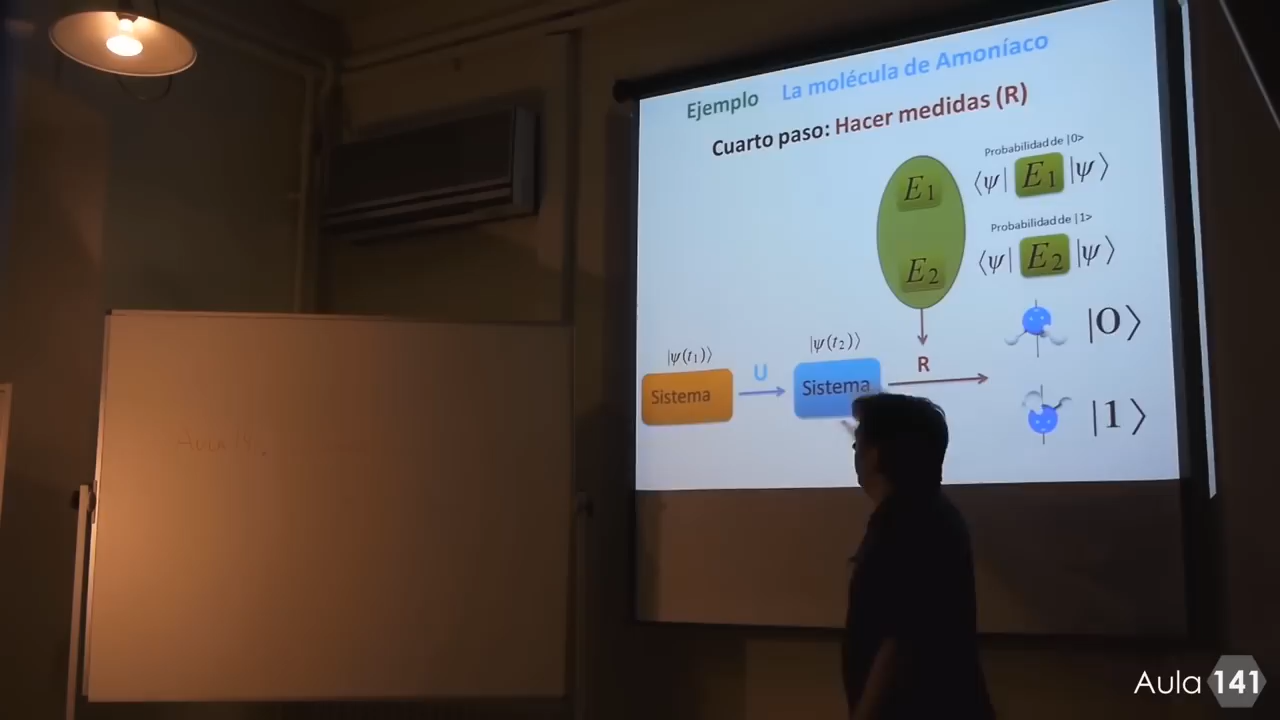 Ejemplo La molécula de Amoníaco
Cuarto paso: Hacer medidas (R)
Probabilidad de |0>
E₁ ⟨ψ| E₁ |ψ⟩
Probabilidad de |1>
E₂ ⟨ψ| E₂ |ψ⟩
|0⟩
|ψ(t₁)⟩ |ψ(t₂)⟩
U R
Sistema Sistema
|1⟩
Aula
Aula 141